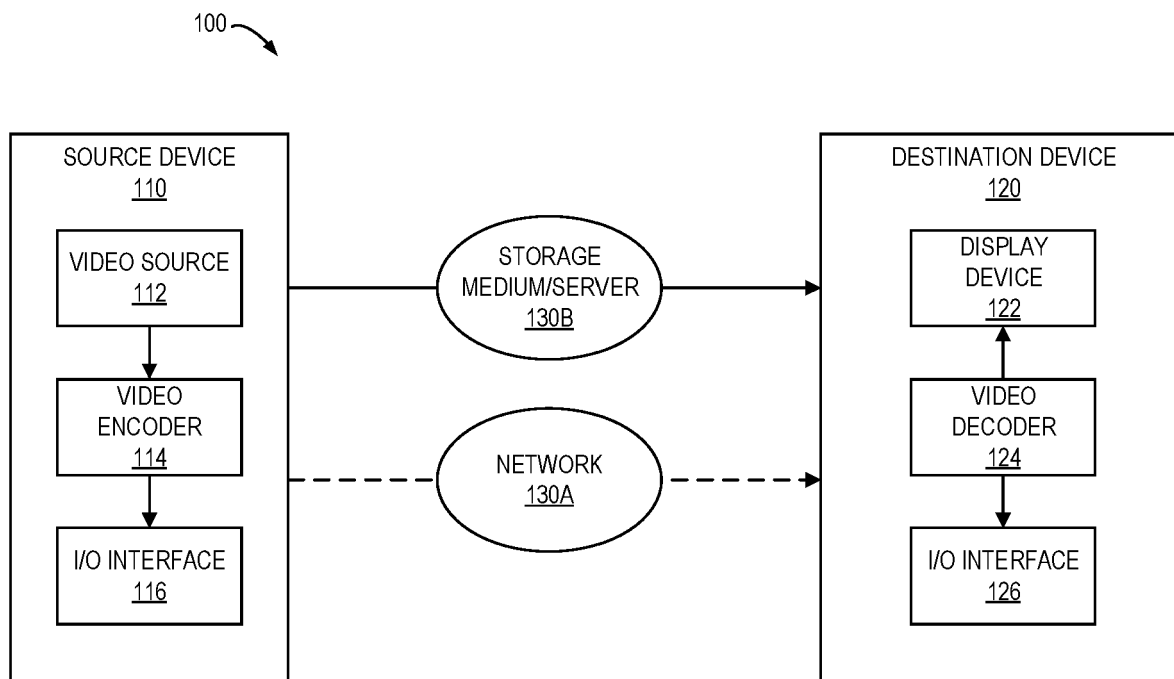 100
SOURCE DEVICE
110
VIDEO SOURCE
112
VIDEO
ENCODER
114
I/O INTERFACE
116
STORAGE
MEDIUM/SERVER
130B
NETWORK
130A
DESTINATION DEVICE
120
DISPLAY
DEVICE
122
VIDEO
DECODER
124
I/O INTERFACE
126